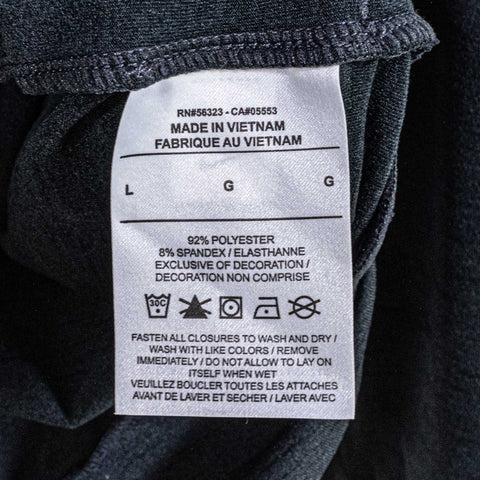 RN#56323 - CA#05553
MADE IN VIETNAM
FABRIQUE AU VIETNAM
L G G
92% POLYESTER
8% SPANDEX / ELASTHANNE
EXCLUSIVE OF DECORATION /
DECORATION NON COMPRISE
30C
FASTEN ALL CLOSURES TO WASH AND DRY /
WASH WITH LIKE COLORS / REMOVE
IMMEDIATELY / DO NOT ALLOW TO LAY ON
ITSELF WHEN WET
VEUILLEZ BOUCLER TOUTES LES ATTACHES
AVANT DE LAVER ET SECHER / LAVER AVEC